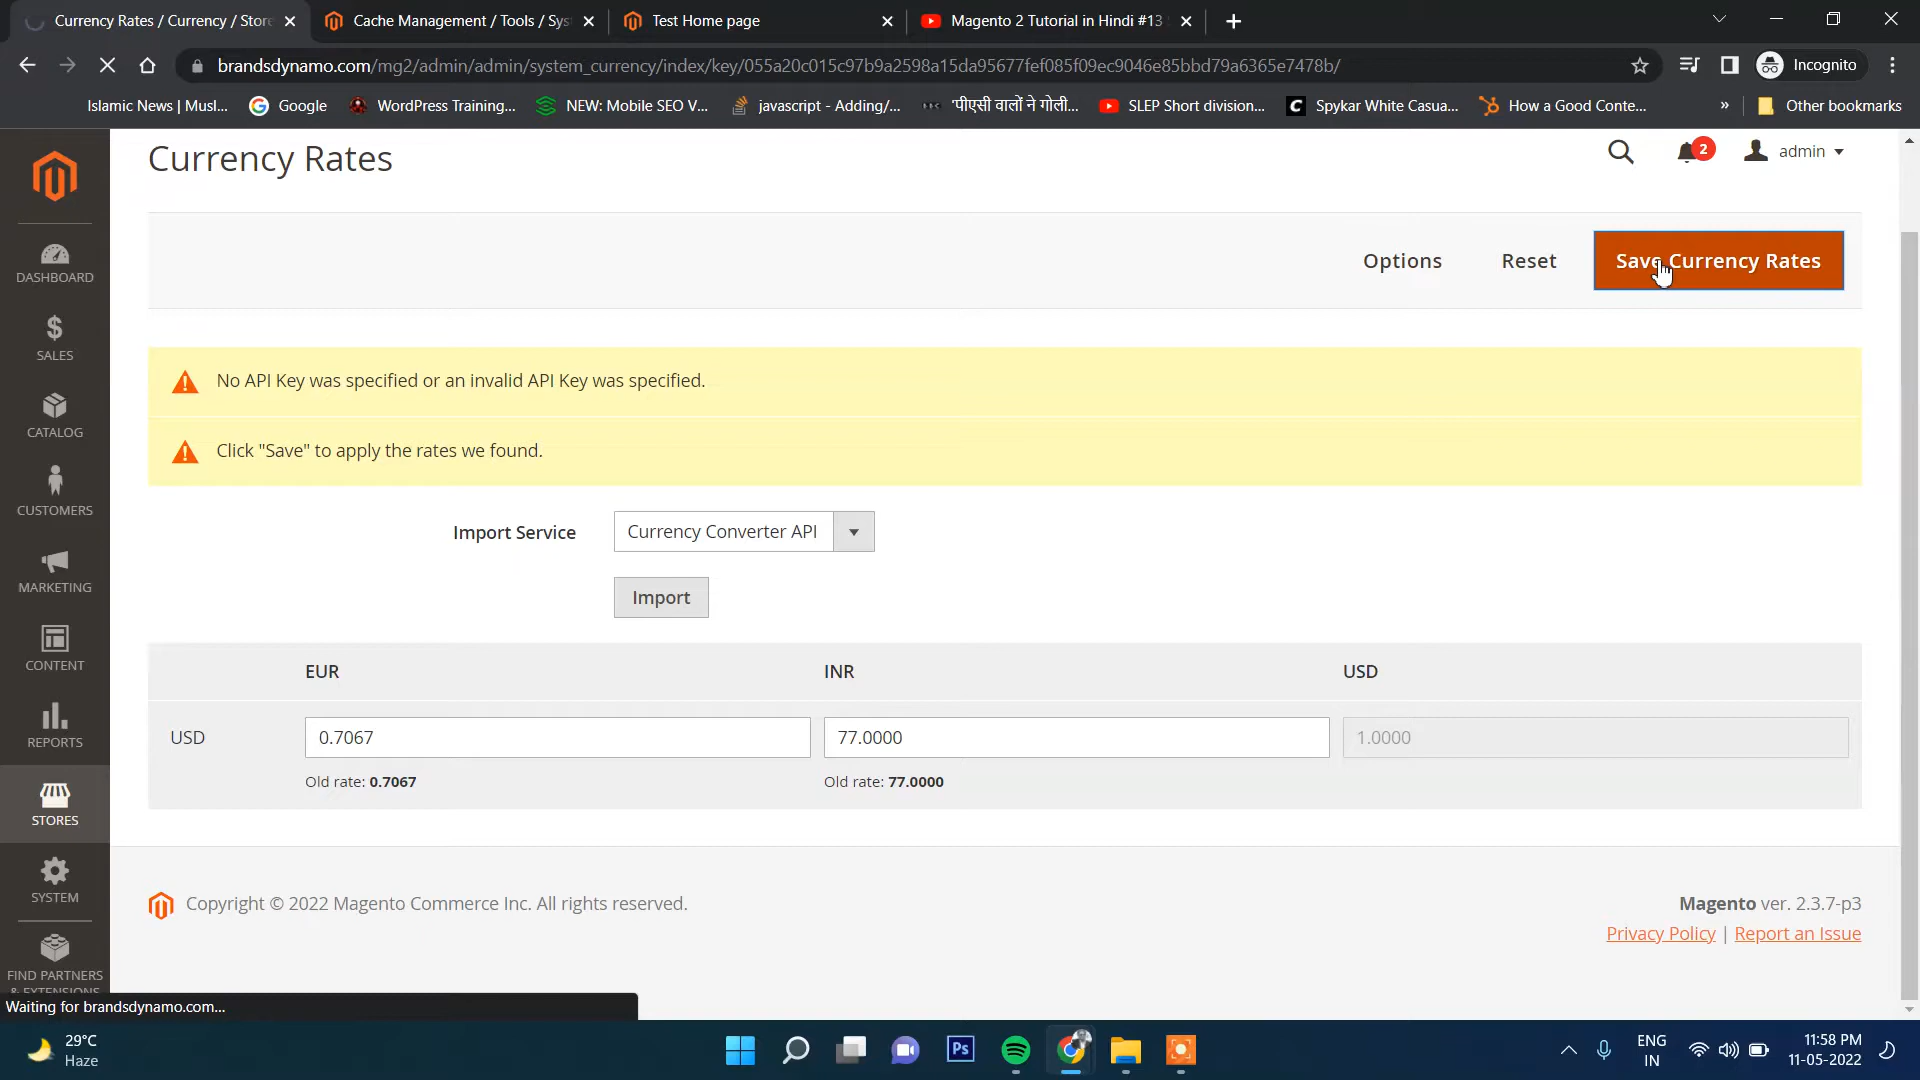 Currency Rates / Currency / Store
Cache Management / Tools / Sys
Test Home page
Magento 2 Tutorial in Hindi #13
brandsdynamo.com/mg2/admin/admin/system_currency/index/key/055a20c015c97b9a2598a15da95677fef085f09ec9046e85bbd79a6365e7478b/
Incognito
Islamic News | Musl...
Google
WordPress Training...
NEW: Mobile SEO V...
javascript - Adding/...
'पीएसी वालों ने गोली...
SLEP Short division...
Spykar White Casua...
How a Good Conte...
»
Other bookmarks
Currency Rates
2
admin
Options
Reset
Save Currency Rates
DASHBOARD
SALES
CATALOG
CUSTOMERS
MARKETING
CONTENT
REPORTS
STORES
SYSTEM
FIND PARTNERS
& EXTENSIONS
No API Key was specified or an invalid API Key was specified.
Click "Save" to apply the rates we found.
Import Service
Currency Converter API
Import
EUR
INR
USD
USD
0.7067
77.0000
1.0000
Old rate: 0.7067
Old rate: 77.0000
Copyright © 2022 Magento Commerce Inc. All rights reserved.
Magento ver. 2.3.7-p3
Privacy Policy | Report an Issue
Waiting for brandsdynamo.com...
29°C
Haze
Ps
ENG
IN
11:58 PM
11-05-2022